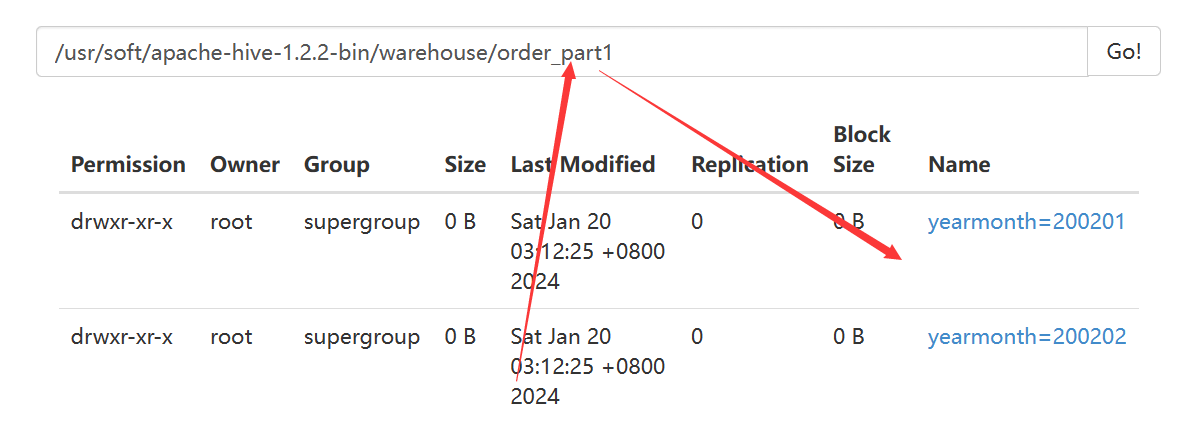 /usr/soft/apache-hive-1.2.2-bin/warehouse/order_part1 Go!
Block
Permission Owner Group Size Last Modified Replication Size Name
drwxr-xr-x root supergroup 0 B Sat Jan 20 0 0 B yearmonth=200201
03:12:25 +0800
2024
drwxr-xr-x root supergroup 0 B Sat Jan 20 0 0 B yearmonth=200202
03:12:25 +0800
2024